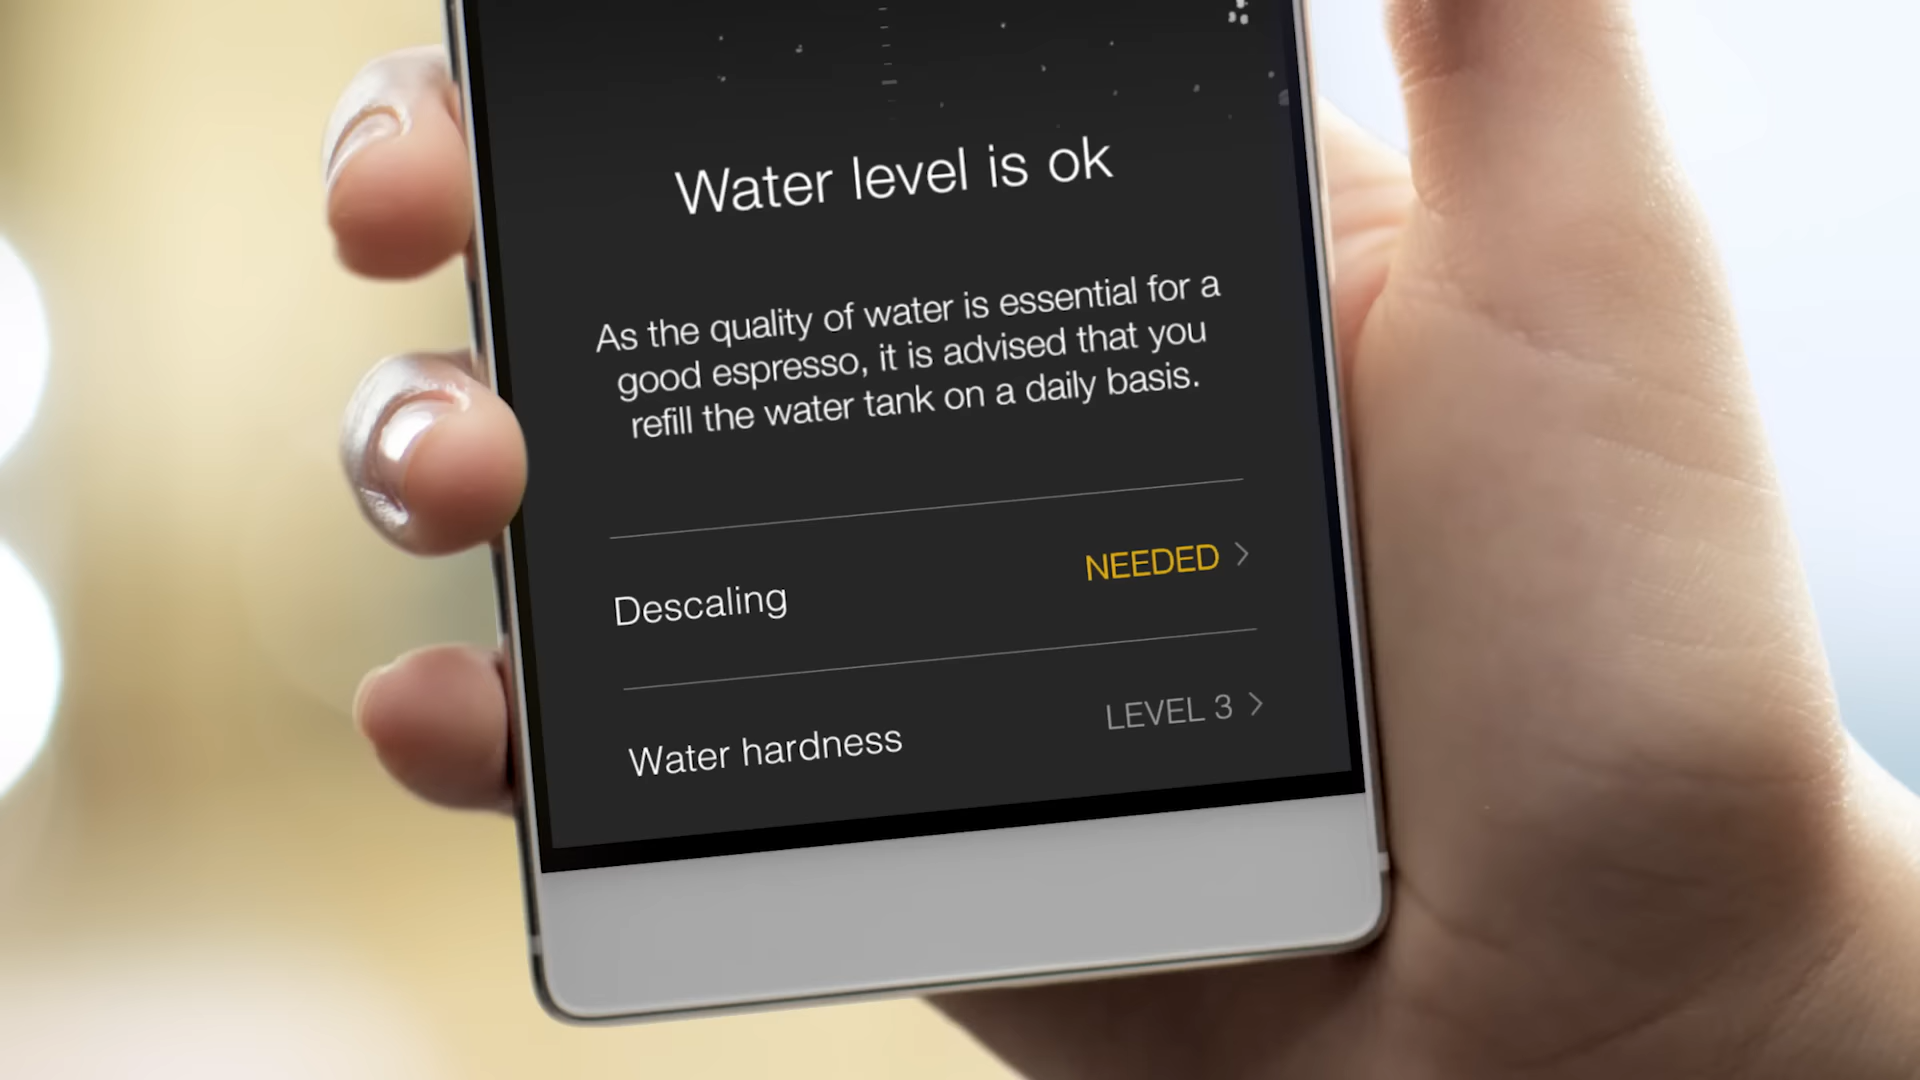 Water level is ok
As the quality of water is essential for a
good espresso, it is advised that you
refill the water tank on a daily basis.
Descaling
NEEDED
Water hardness
LEVEL 3